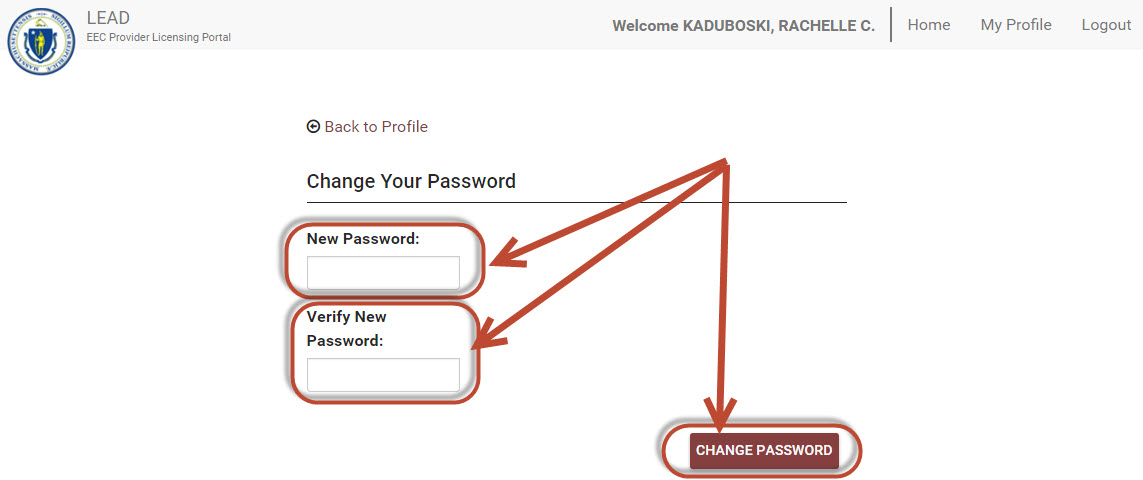 LEAD
EEC Provider Licensing Portal
Welcome KADUBOSKI, RACHELLE C.
Home
My Profile
Logout
Back to Profile
Change Your Password
New Password:
Verify New
Password:
CHANGE PASSWORD